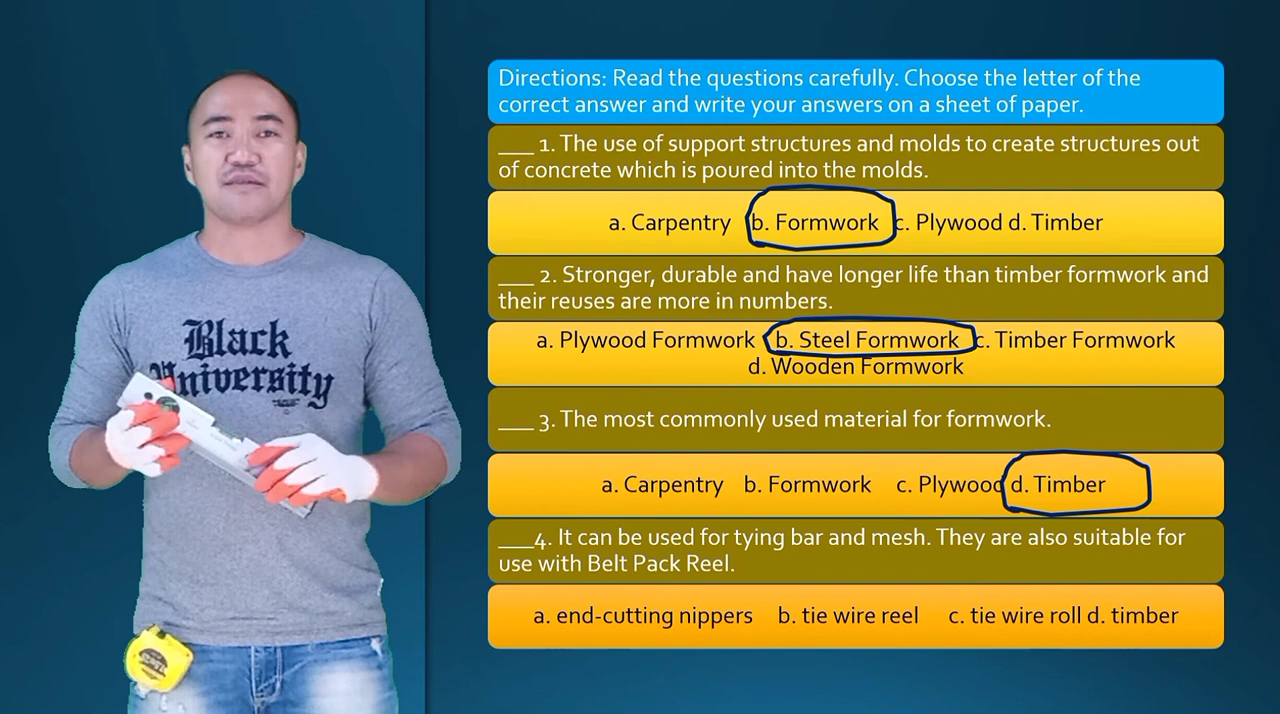 Directions: Read the questions carefully. Choose the letter of the
correct answer and write your answers on a sheet of paper.
___ 1. The use of support structures and molds to create structures out
of concrete which is poured into the molds.
a. Carpentry b. Formwork c. Plywood d. Timber
___ 2. Stronger, durable and have longer life than timber formwork and
their reuses are more in numbers.
a. Plywood Formwork b. Steel Formwork c. Timber Formwork
d. Wooden Formwork
___ 3. The most commonly used material for formwork.
a. Carpentry b. Formwork c. Plywood d. Timber
___4. It can be used for tying bar and mesh. They are also suitable for
use with Belt Pack Reel.
a. end-cutting nippers b. tie wire reel c. tie wire roll d. timber
Black
University